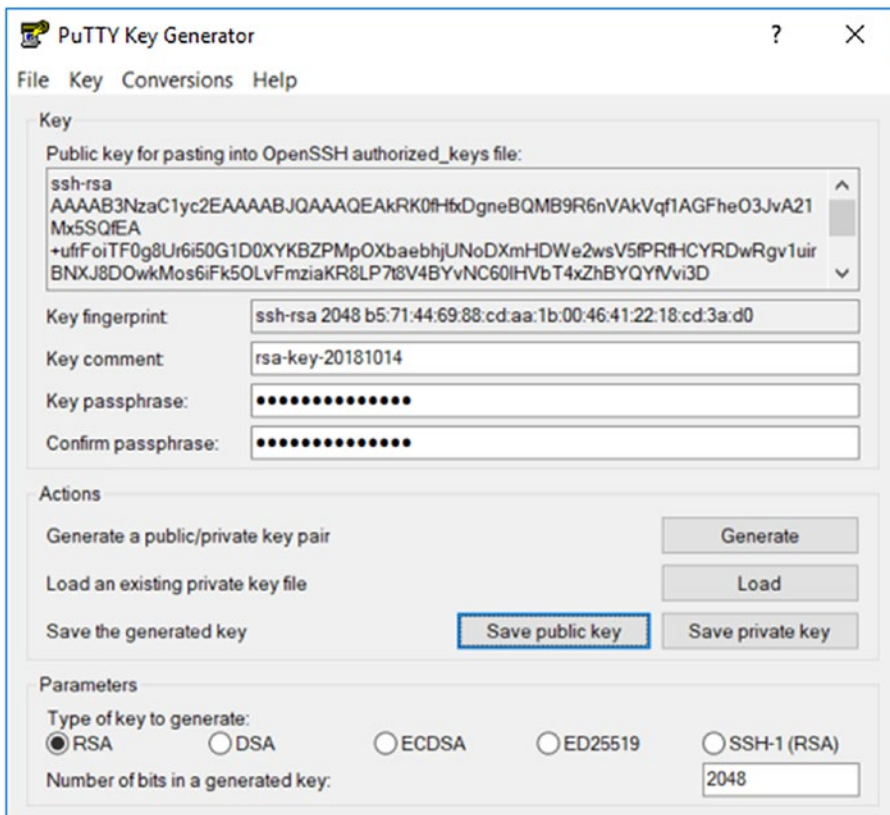 PuTTY Key Generator ? ×
File Key Conversions Help
Key
Public key for pasting into OpenSSH authorized_keys file:
ssh-rsa
AAAAB3NzaC1yc2EAAAABJQAAAQEAkRK0fHfxDgneBQMB9R6nVAkVqf1AGFheO3JvA21
Mx5SQfEA
+ufrFoiTF0g8Ur6i50G1D0XYKBZPMpOXbaebhjUNoDXmHDWe2wsV5fPRfHCYRDwRgv1uir
BNXJ8DOwkMos6iFk5OLvFmziaKR8LP7t8V4BYvNC60lHVbT4xZhBYQYfVvi3D
Key fingerprint: ssh-rsa 2048 b5:71:44:69:88:cd:aa:1b:00:46:41:22:18:cd:3a:d0
Key comment: rsa-key-20181014
Key passphrase: ●●●●●●●●●●●●●●
Confirm passphrase: ●●●●●●●●●●●●●●
Actions
Generate a public/private key pair Generate
Load an existing private key file Load
Save the generated key Save public key Save private key
Parameters
Type of key to generate:
RSA DSA ECDSA ED25519 SSH-1 (RSA)
Number of bits in a generated key: 2048